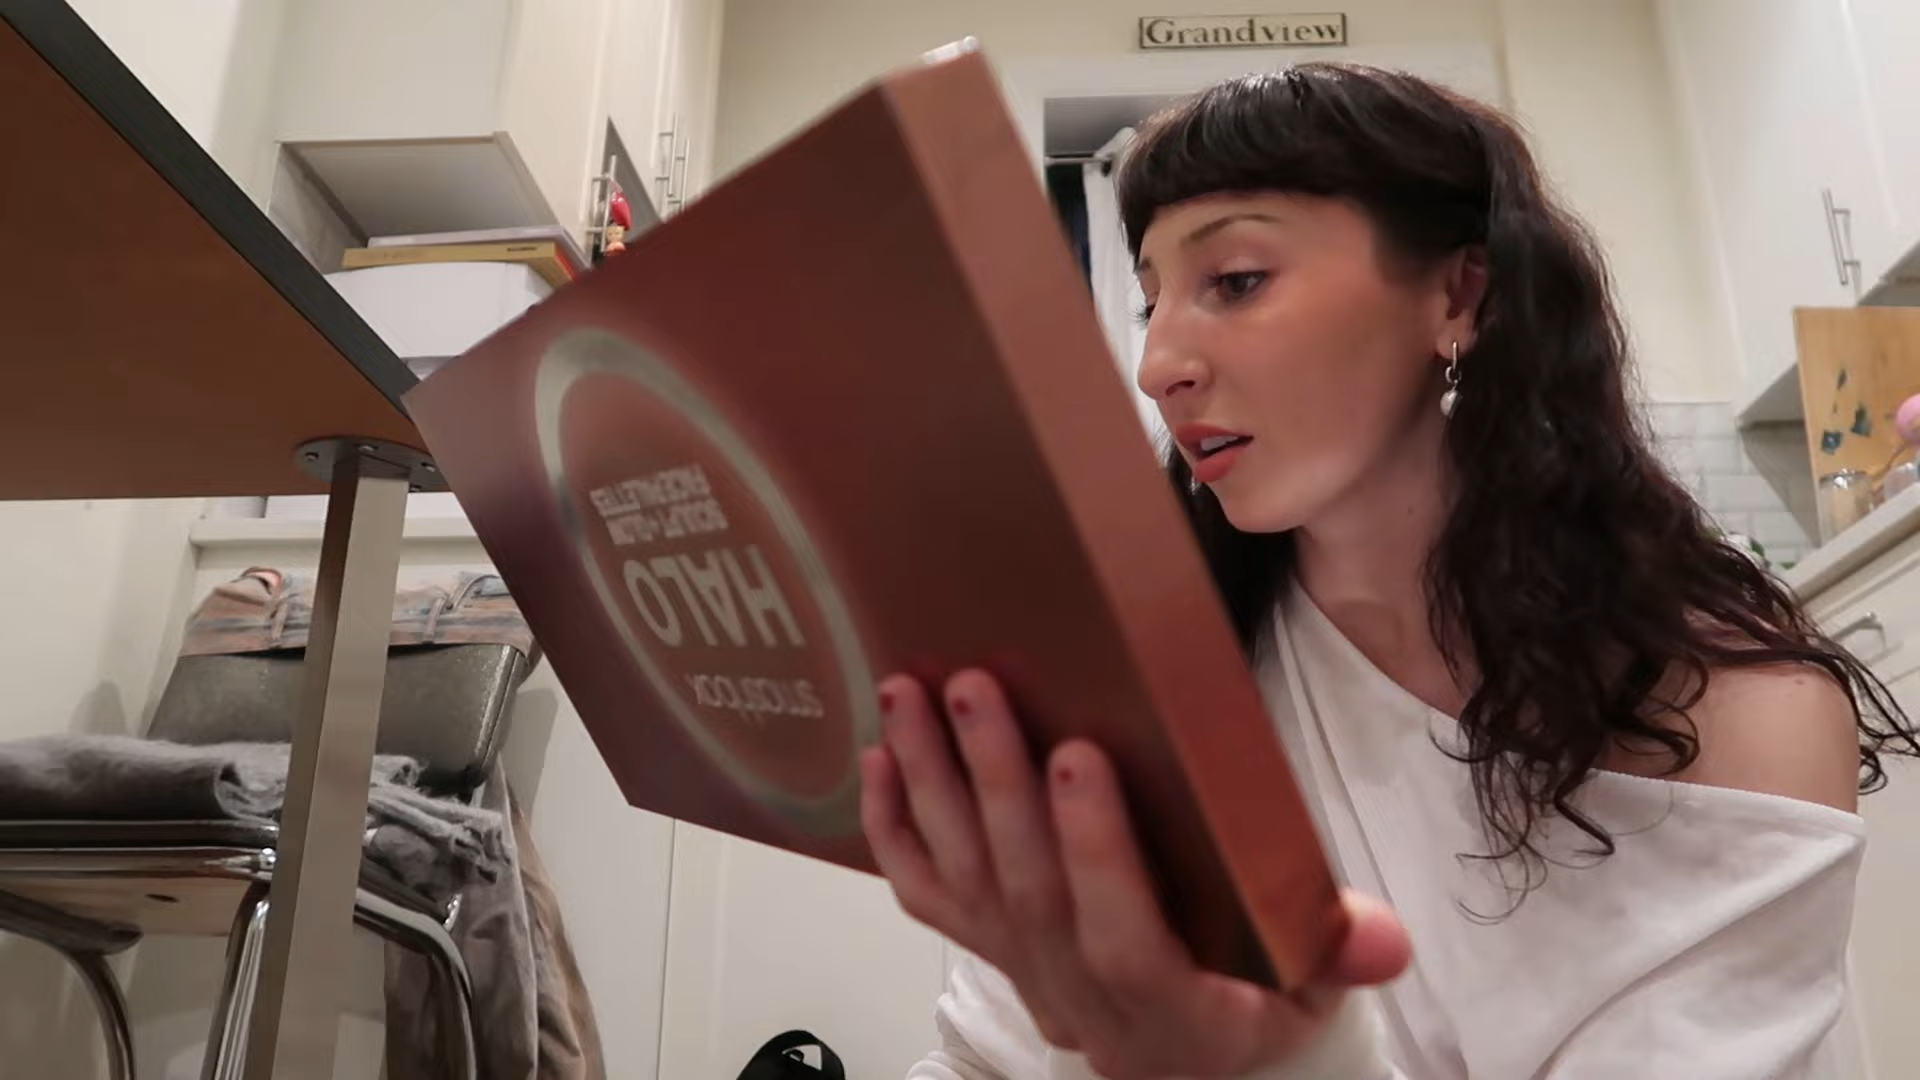 Grandview
smashbox
HALO
SCULPT + GLOW
FACE PALETTES